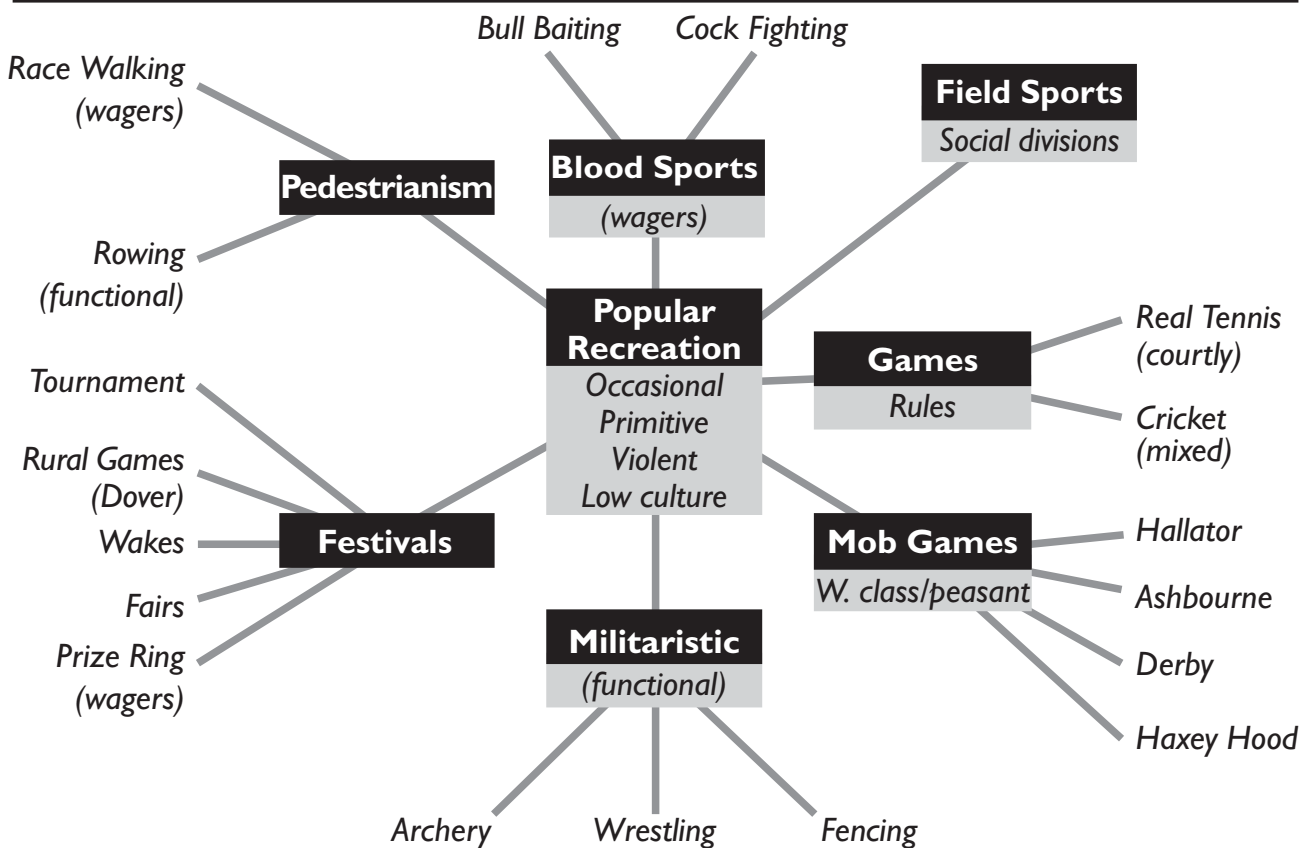 Bull Baiting
Cock Fighting
Race Walking
(wagers)
Field Sports
Social divisions
Blood Sports
(wagers)
Pedestrianism
Rowing
(functional)
Popular
Recreation
Occasional
Primitive
Violent
Low culture
Real Tennis
(courtly)
Games
Rules
Cricket
(mixed)
Tournament
Rural Games
(Dover)
Wakes
Fairs
Prize Ring
(wagers)
Festivals
Mob Games
W. class/peasant
Hallator
Ashbourne
Derby
Haxey Hood
Militaristic
(functional)
Archery
Wrestling
Fencing